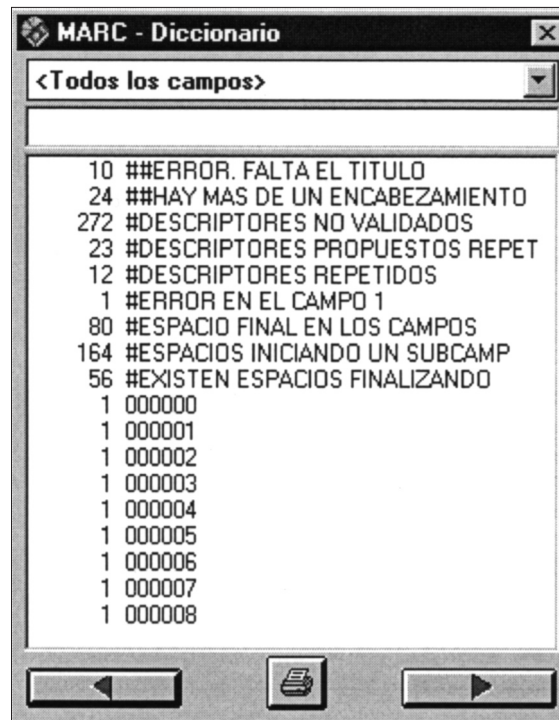 MARC - Diccionario
<Todos los campos>
10 ##ERROR. FALTA EL TITULO
24 ##HAY MAS DE UN ENCABEZAMIENTO
272 #DESCRIPTORES NO VALIDADOS
23 #DESCRIPTORES PROPUESTOS REPET
12 #DESCRIPTORES REPETIDOS
1 #ERROR EN EL CAMPO 1
80 #ESPACIO FINAL EN LOS CAMPOS
164 #ESPACIOS INICIANDO UN SUBCAMP
56 #EXISTEN ESPACIOS FINALIZANDO
1 000000
1 000001
1 000002
1 000003
1 000004
1 000005
1 000006
1 000007
1 000008